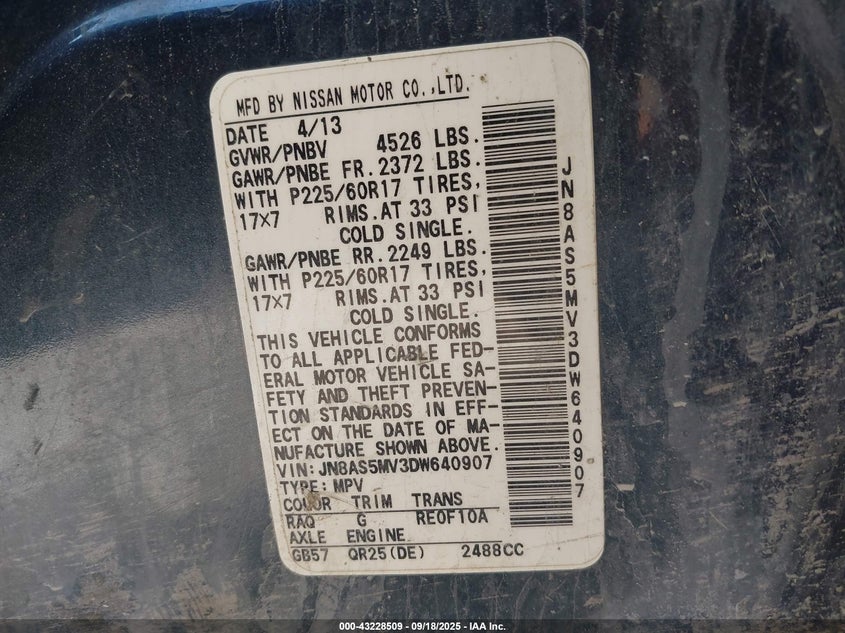 MFD BY NISSAN MOTOR CO.,LTD.
DATE 4/13
GVWR/PNBV 4526 LBS.
GAWR/PNBE FR.2372 LBS.
WITH P225/60R17 TIRES,
17×7 RIMS.AT 33 PSI
COLD SINGLE.
GAWR/PNBE RR.2249 LBS.
WITH P225/60R17 TIRES,
17×7 RIMS.AT 33 PSI
COLD SINGLE.
THIS VEHICLE CONFORMS
TO ALL APPLICABLE FED-
ERAL MOTOR VEHICLE SA-
FETY AND THEFT PREVEN-
TION STANDARDS IN EFF-
ECT ON THE DATE OF MA-
NUFACTURE SHOWN ABOVE.
VIN:JN8AS5MV3DW640907
TYPE:MPV
COLOR TRIM TRANS
RAQ G RE0F10A
AXLE ENGINE
GB57 QR25(DE) 2488CC
JN8AS5MV3DW640907
000-43228509 - 09/18/2025 - IAA Inc.